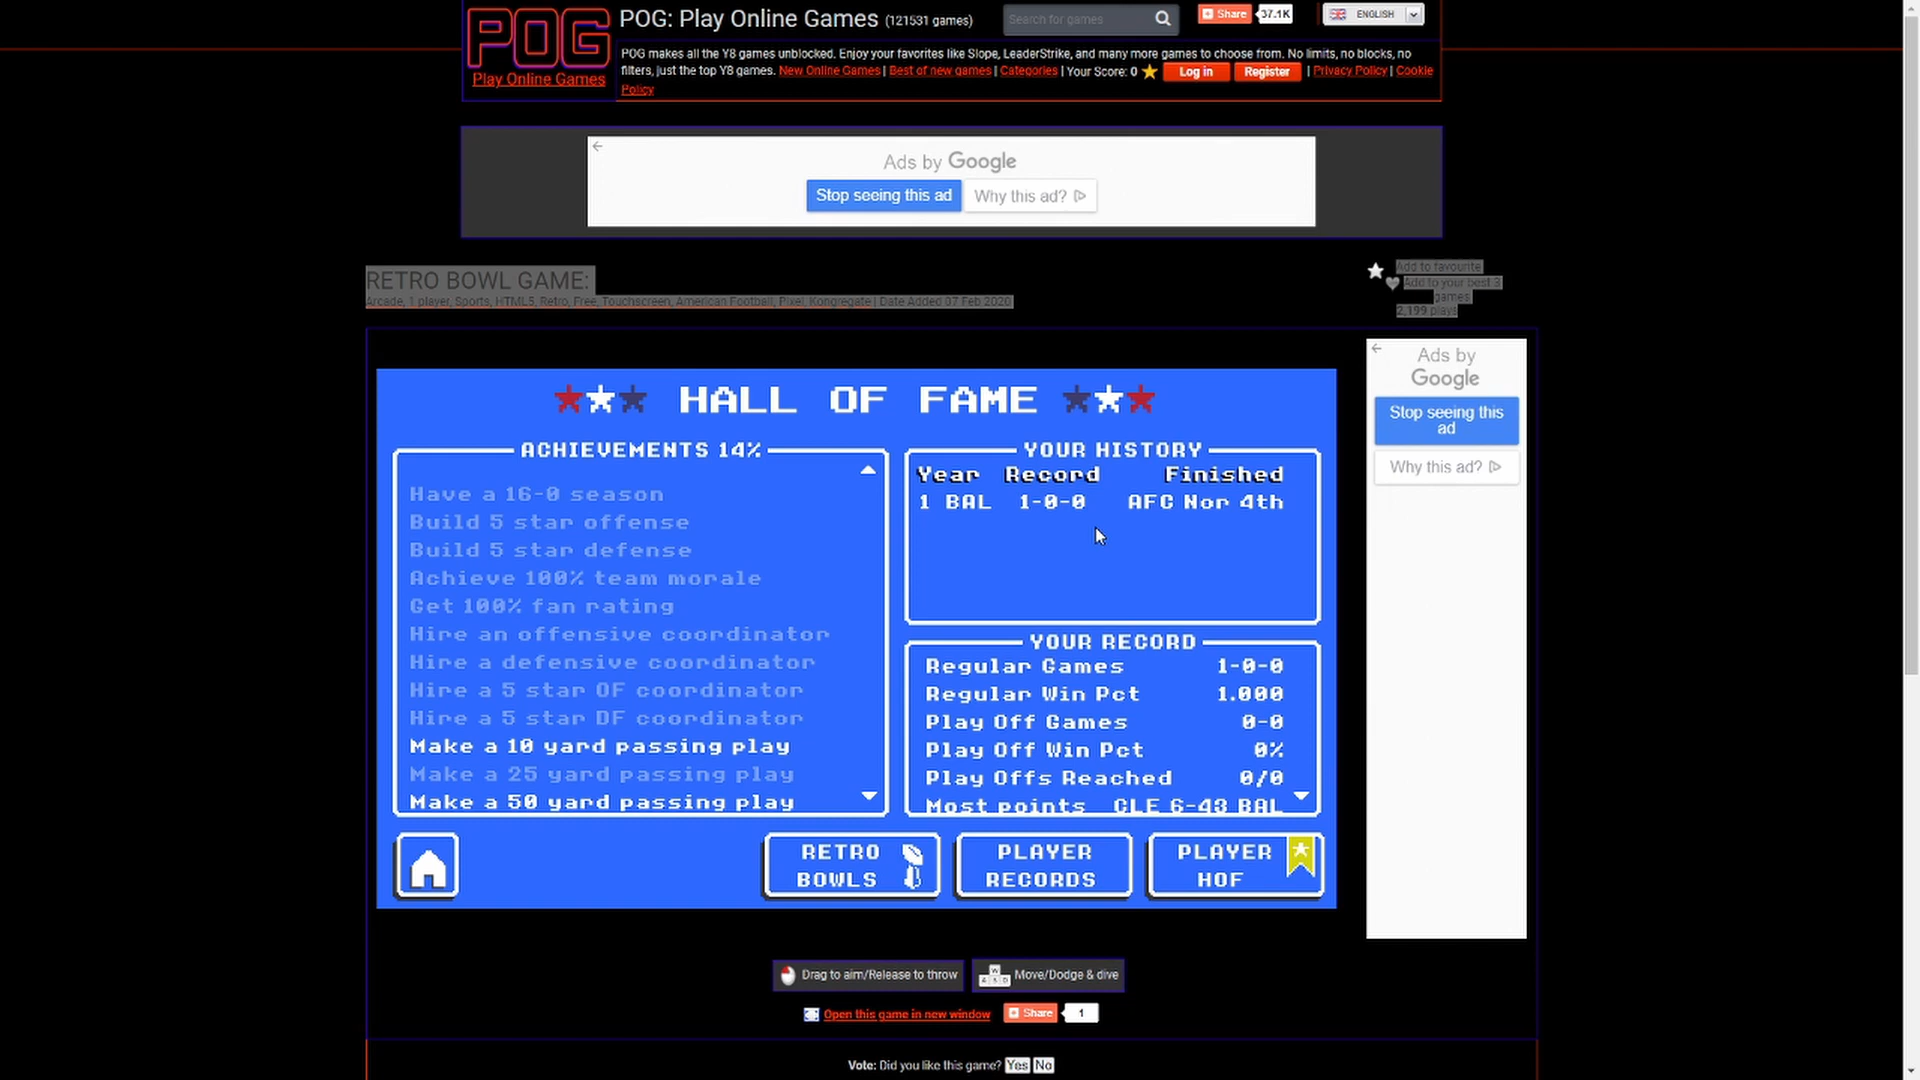 POG
Play Online Games
POG: Play Online Games (121531 games)
Search for games
Share
37.1K
ENGLISH
POG makes all the Y8 games unblocked. Enjoy your favorites like Slope, LeaderStrike, and many more games to choose from. No limits, no blocks, no
filters, just the top Y8 games. New Online Games | Best of new games | Categories | Your Score: 0 Log in Register | Privacy Policy | Cookie
Policy
Ads by Google
Stop seeing this ad
Why this ad?
RETRO BOWL GAME:
Arcade, 1 player, Sports, HTML5, Retro, Free, Touchscreen, American Football, Pixel, Kongregate | Date Added 07 Feb 2020
Add to favourite
Add to your best 3
games
2,199 plays
HALL OF FAME
ACHIEVEMENTS 14%
Have a 16-0 season
Build 5 star offense
Build 5 star defense
Achieve 100% team morale
Get 100% fan rating
Hire an offensive coordinator
Hire a defensive coordinator
Hire a 5 star OF coordinator
Hire a 5 star DF coordinator
Make a 10 yard passing play
Make a 25 yard passing play
Make a 50 yard passing play
YOUR HISTORY
Year Record Finished
1 BAL 1-0-0 AFC Nor 4th
YOUR RECORD
Regular Games 1-0-0
Regular Win Pct 1.000
Play Off Games 0-0
Play Off Win Pct 0%
Play Offs Reached 0/0
Most points CLE 6-43 BAL
RETRO
BOWLS
PLAYER
RECORDS
PLAYER
HOF
Ads by
Google
Stop seeing this
ad
Why this ad?
Drag to aim/Release to throw
W
A S D
Move/Dodge & dive
Open this game in new window
Share
1
Vote: Did you like this game? Yes No